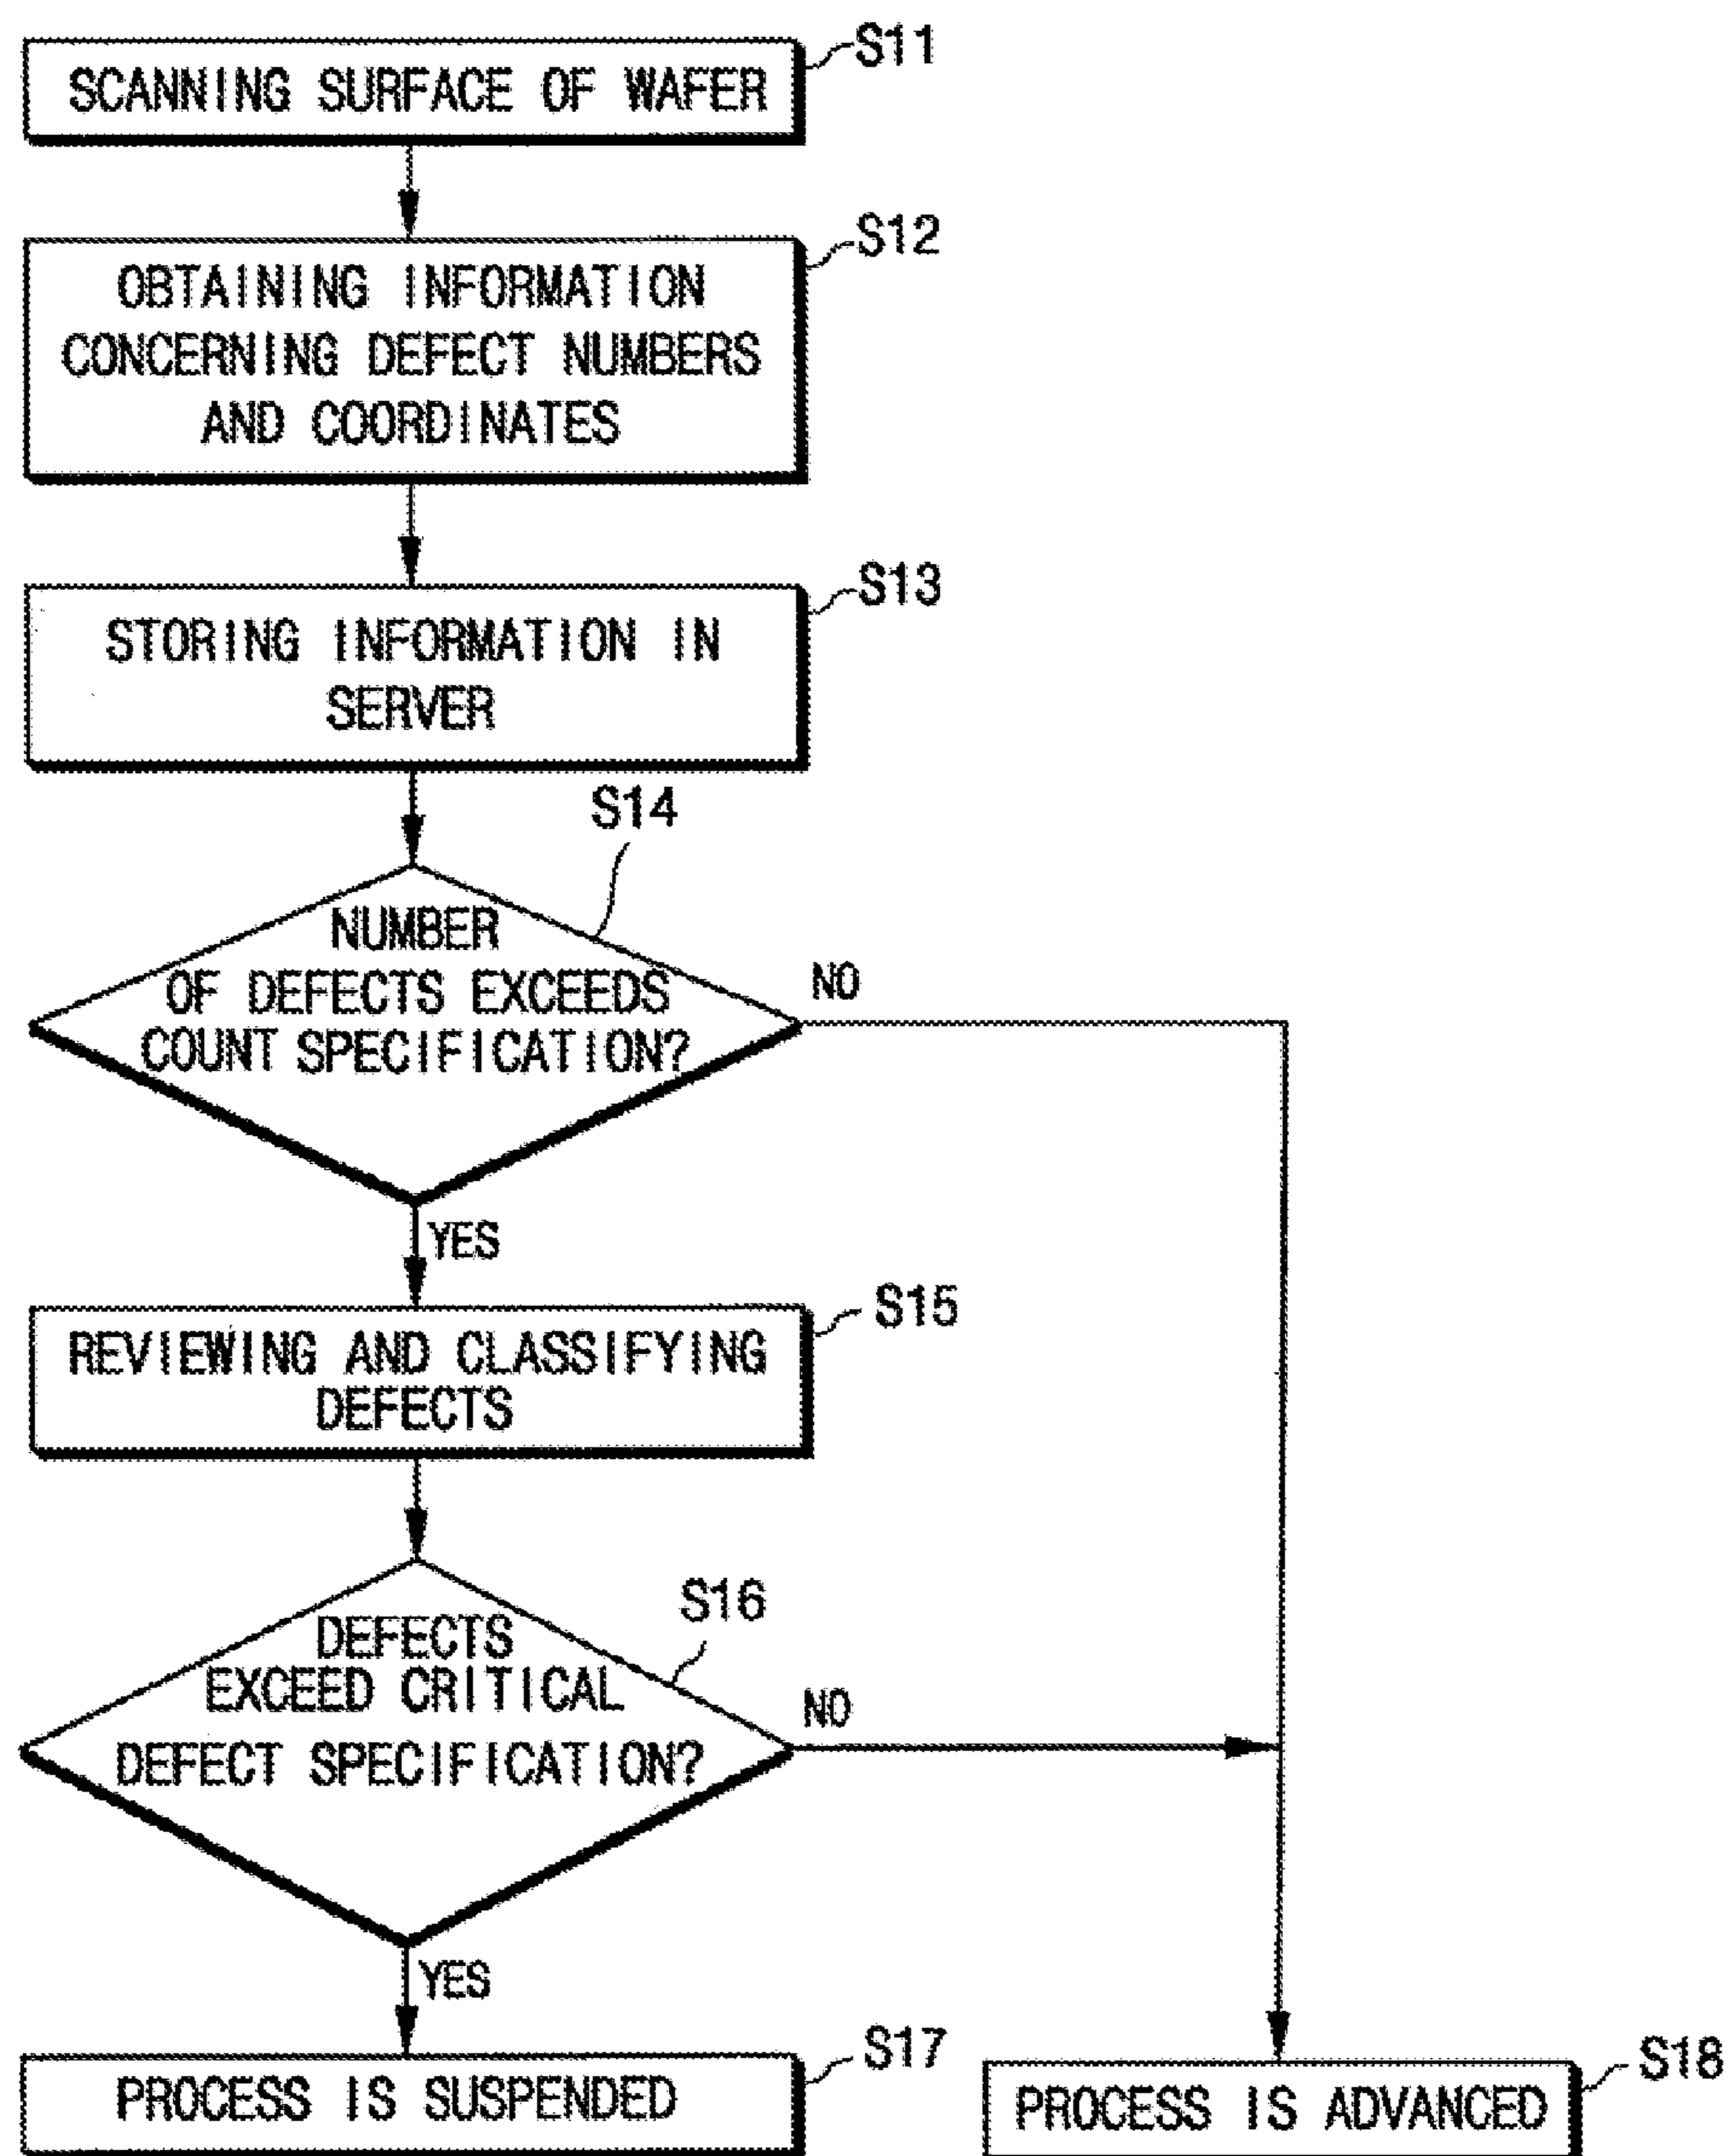 S11
SCANNING SURFACE OF WAFER
S12
OBTAINING INFORMATION
CONCERNING DEFECT NUMBERS
AND COORDINATES
S13
STORING INFORMATION IN
SERVER
S14
NUMBER
OF DEFECTS EXCEEDS
COUNT SPECIFICATION?
NO
YES
S15
REVIEWING AND CLASSIFYING
DEFECTS
S16
DEFECTS
EXCEED CRITICAL
DEFECT SPECIFICATION?
NO
YES
S17
PROCESS IS SUSPENDED
S18
PROCESS IS ADVANCED